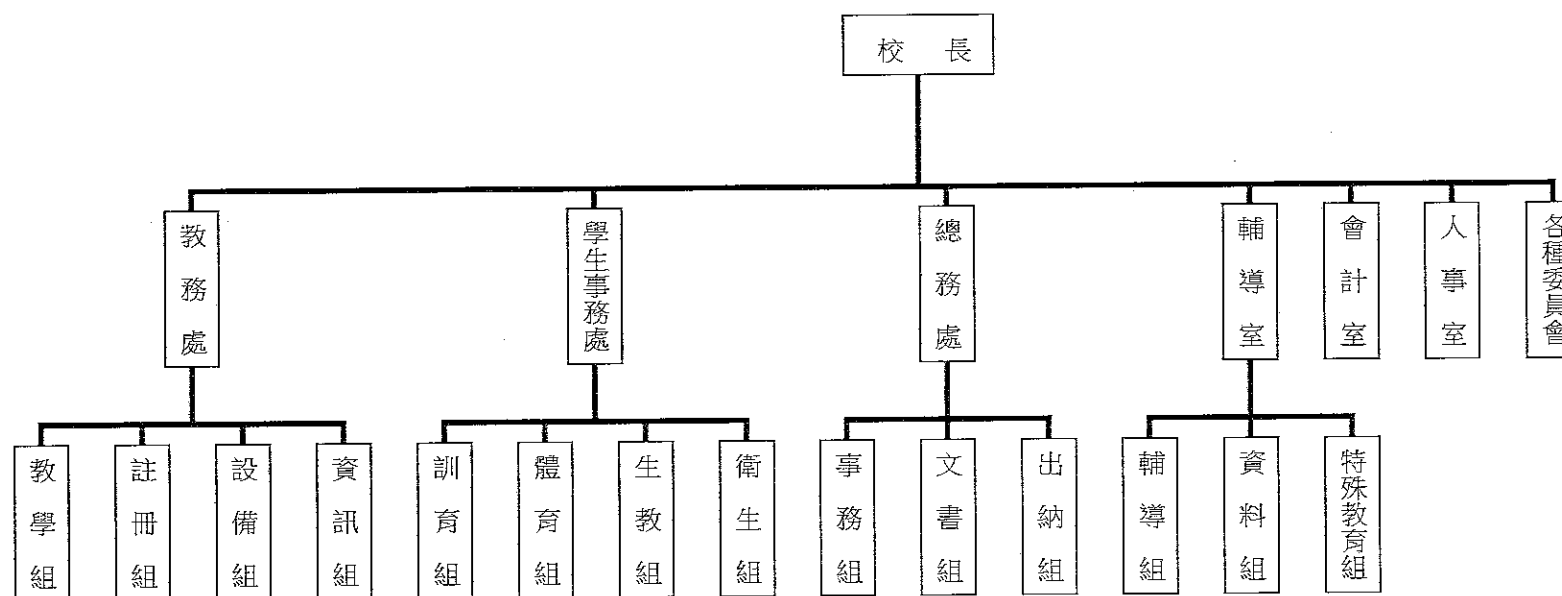 校長
教務處
學生事務處
總務處
輔導室
會計室
人事室
各種委員會
教學組
註冊組
設備組
資訊組
訓育組
體育組
生教組
衛生組
事務組
文書組
出納組
輔導組
資料組
特殊教育組